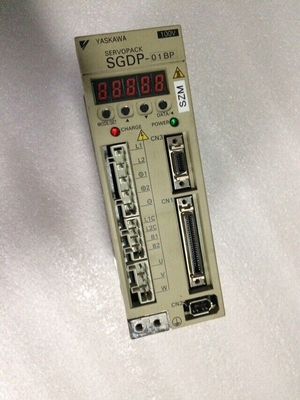 YASKAWA 100V
SERVOPACK
SGDP-01BP
MODE/SET ▲ ▼ DATA/◄
CHARGE POWER
SZM
CN3
L1
L2
⊕1
⊕2
⊖
CN1
L1C
L2C
B1
B2
U
V
W
CN2